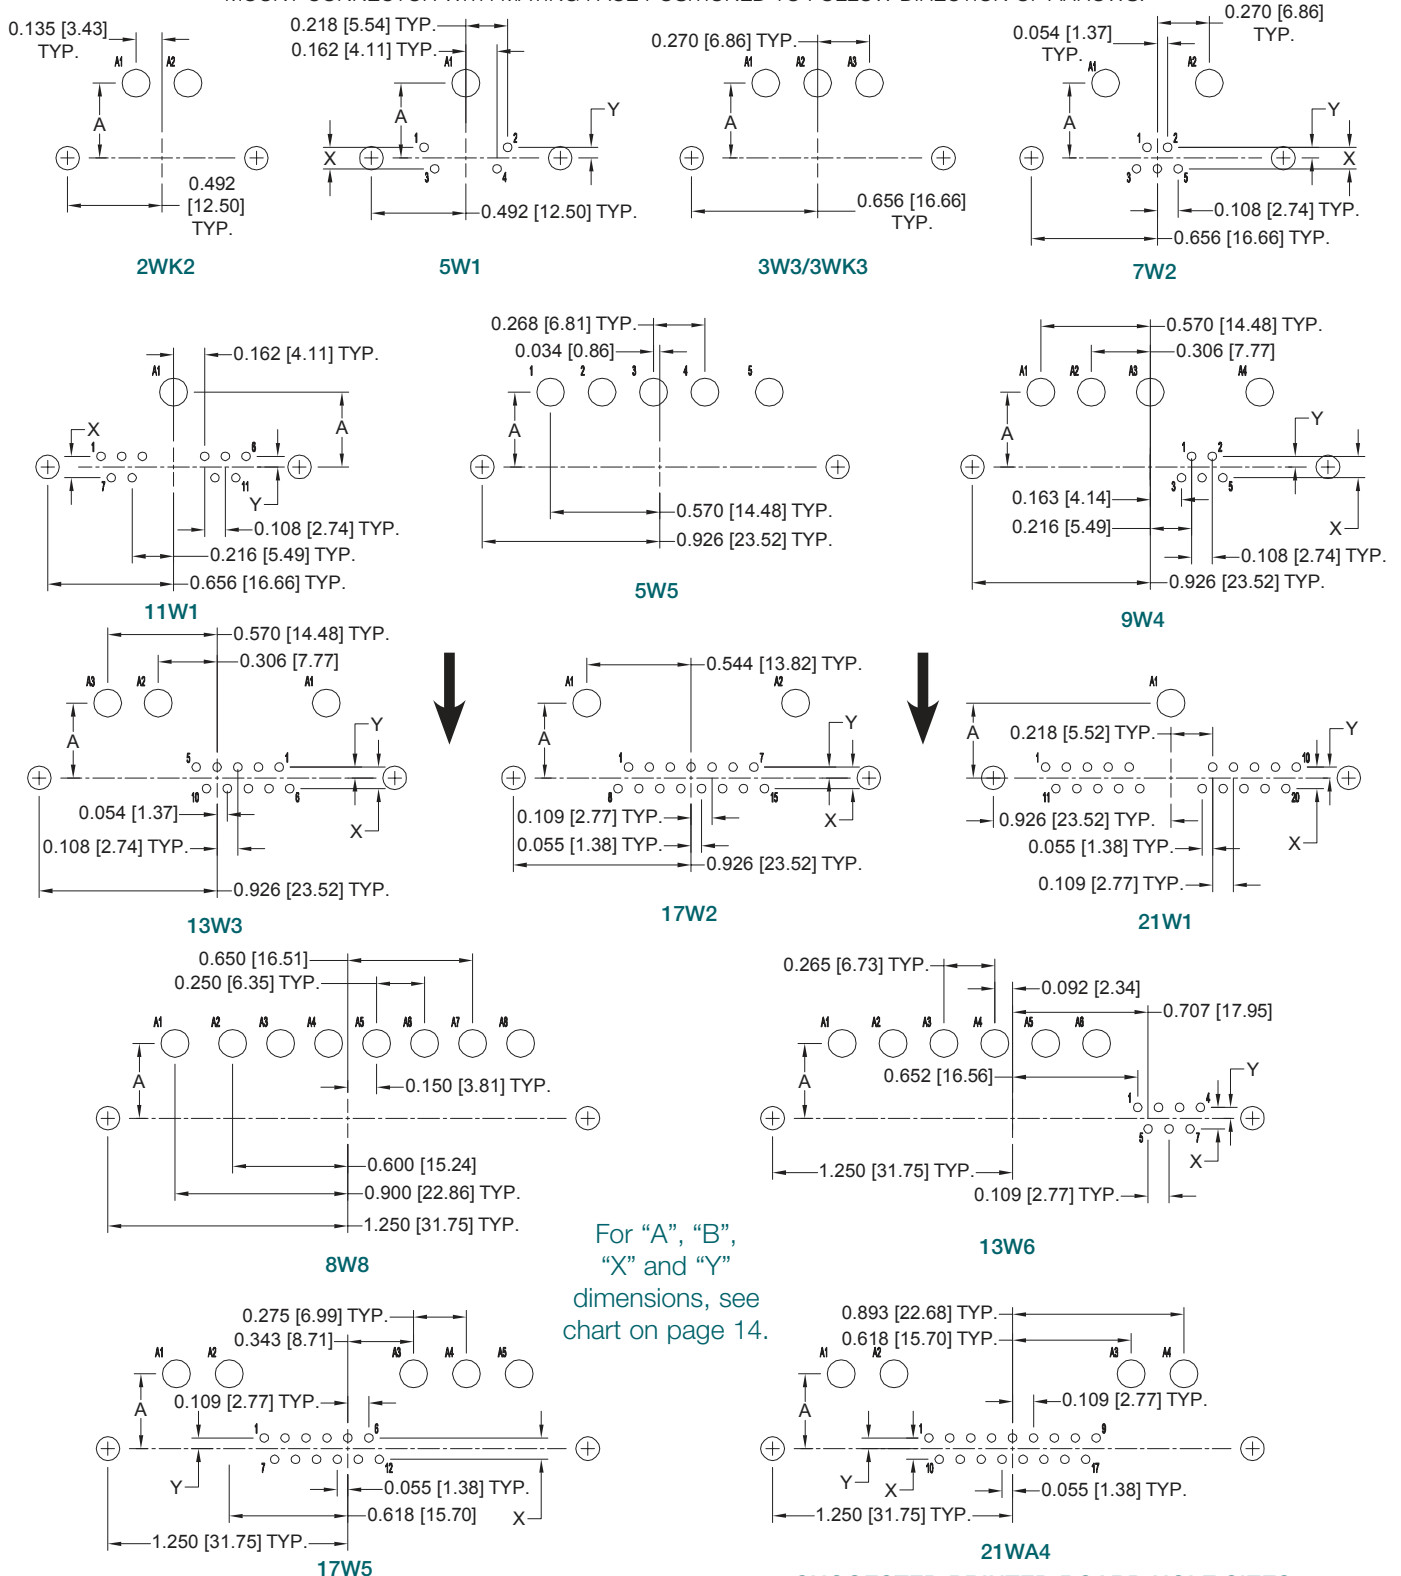 0.135 [3.43]
TYP.
A1
A2
A
0.492
[12.50]
TYP.
2WK2
0.218 [5.54] TYP.
0.162 [4.11] TYP.
A1
A
Y
1
2
X
3
4
0.492 [12.50] TYP.
5W1
0.270 [6.86] TYP.
A1
A2
A3
A
0.656 [16.66]
TYP.
3W3/3WK3
0.270 [6.86]
TYP.
0.054 [1.37]
TYP.
A1
A2
A
Y
1
2
X
3
5
0.108 [2.74] TYP.
0.656 [16.66] TYP.
7W2
0.162 [4.11] TYP.
A1
A
X
1
6
7
11
Y
0.108 [2.74] TYP.
0.216 [5.49] TYP.
0.656 [16.66] TYP.
11W1
0.268 [6.81] TYP.
0.034 [0.86]
1
2
3
4
5
A
0.570 [14.48] TYP.
0.926 [23.52] TYP.
5W5
0.570 [14.48] TYP.
0.306 [7.77]
A1
A2
A3
A4
A
Y
1
2
3
5
0.163 [4.14]
0.216 [5.49]
X
0.108 [2.74] TYP.
0.926 [23.52] TYP.
9W4
0.570 [14.48] TYP.
0.306 [7.77]
A3
A2
A1
A
Y
5
1
10
6
0.054 [1.37]
X
0.108 [2.74] TYP.
0.926 [23.52] TYP.
13W3
0.544 [13.82] TYP.
A1
A2
A
Y
1
7
8
15
0.109 [2.77] TYP.
X
0.055 [1.38] TYP.
0.926 [23.52] TYP.
17W2
A1
A
0.218 [5.52] TYP.
Y
1
10
11
20
0.926 [23.52] TYP.
0.055 [1.38] TYP.
X
0.109 [2.77] TYP.
21W1
0.650 [16.51]
0.250 [6.35] TYP.
A1
A2
A3
A4
A5
A6
A7
A8
A
0.150 [3.81] TYP.
0.600 [15.24]
0.900 [22.86] TYP.
1.250 [31.75] TYP.
8W8
0.265 [6.73] TYP.
0.092 [2.34]
0.707 [17.95]
A1
A2
A3
A4
A5
A6
A
0.652 [16.56]
Y
1
4
5
7
X
1.250 [31.75] TYP.
0.109 [2.77] TYP.
13W6
For “A”, “B”,
“X” and “Y”
dimensions, see
chart on page 14.
0.275 [6.99] TYP.
0.343 [8.71]
A1
A2
A3
A4
A5
A
0.109 [2.77] TYP.
1
6
7
12
Y
0.055 [1.38] TYP.
0.618 [15.70]
X
1.250 [31.75] TYP.
17W5
0.893 [22.68] TYP.
0.618 [15.70] TYP.
A1
A2
A3
A4
A
0.109 [2.77] TYP.
1
9
10
17
Y
X
0.055 [1.38] TYP.
1.250 [31.75] TYP.
21WA4